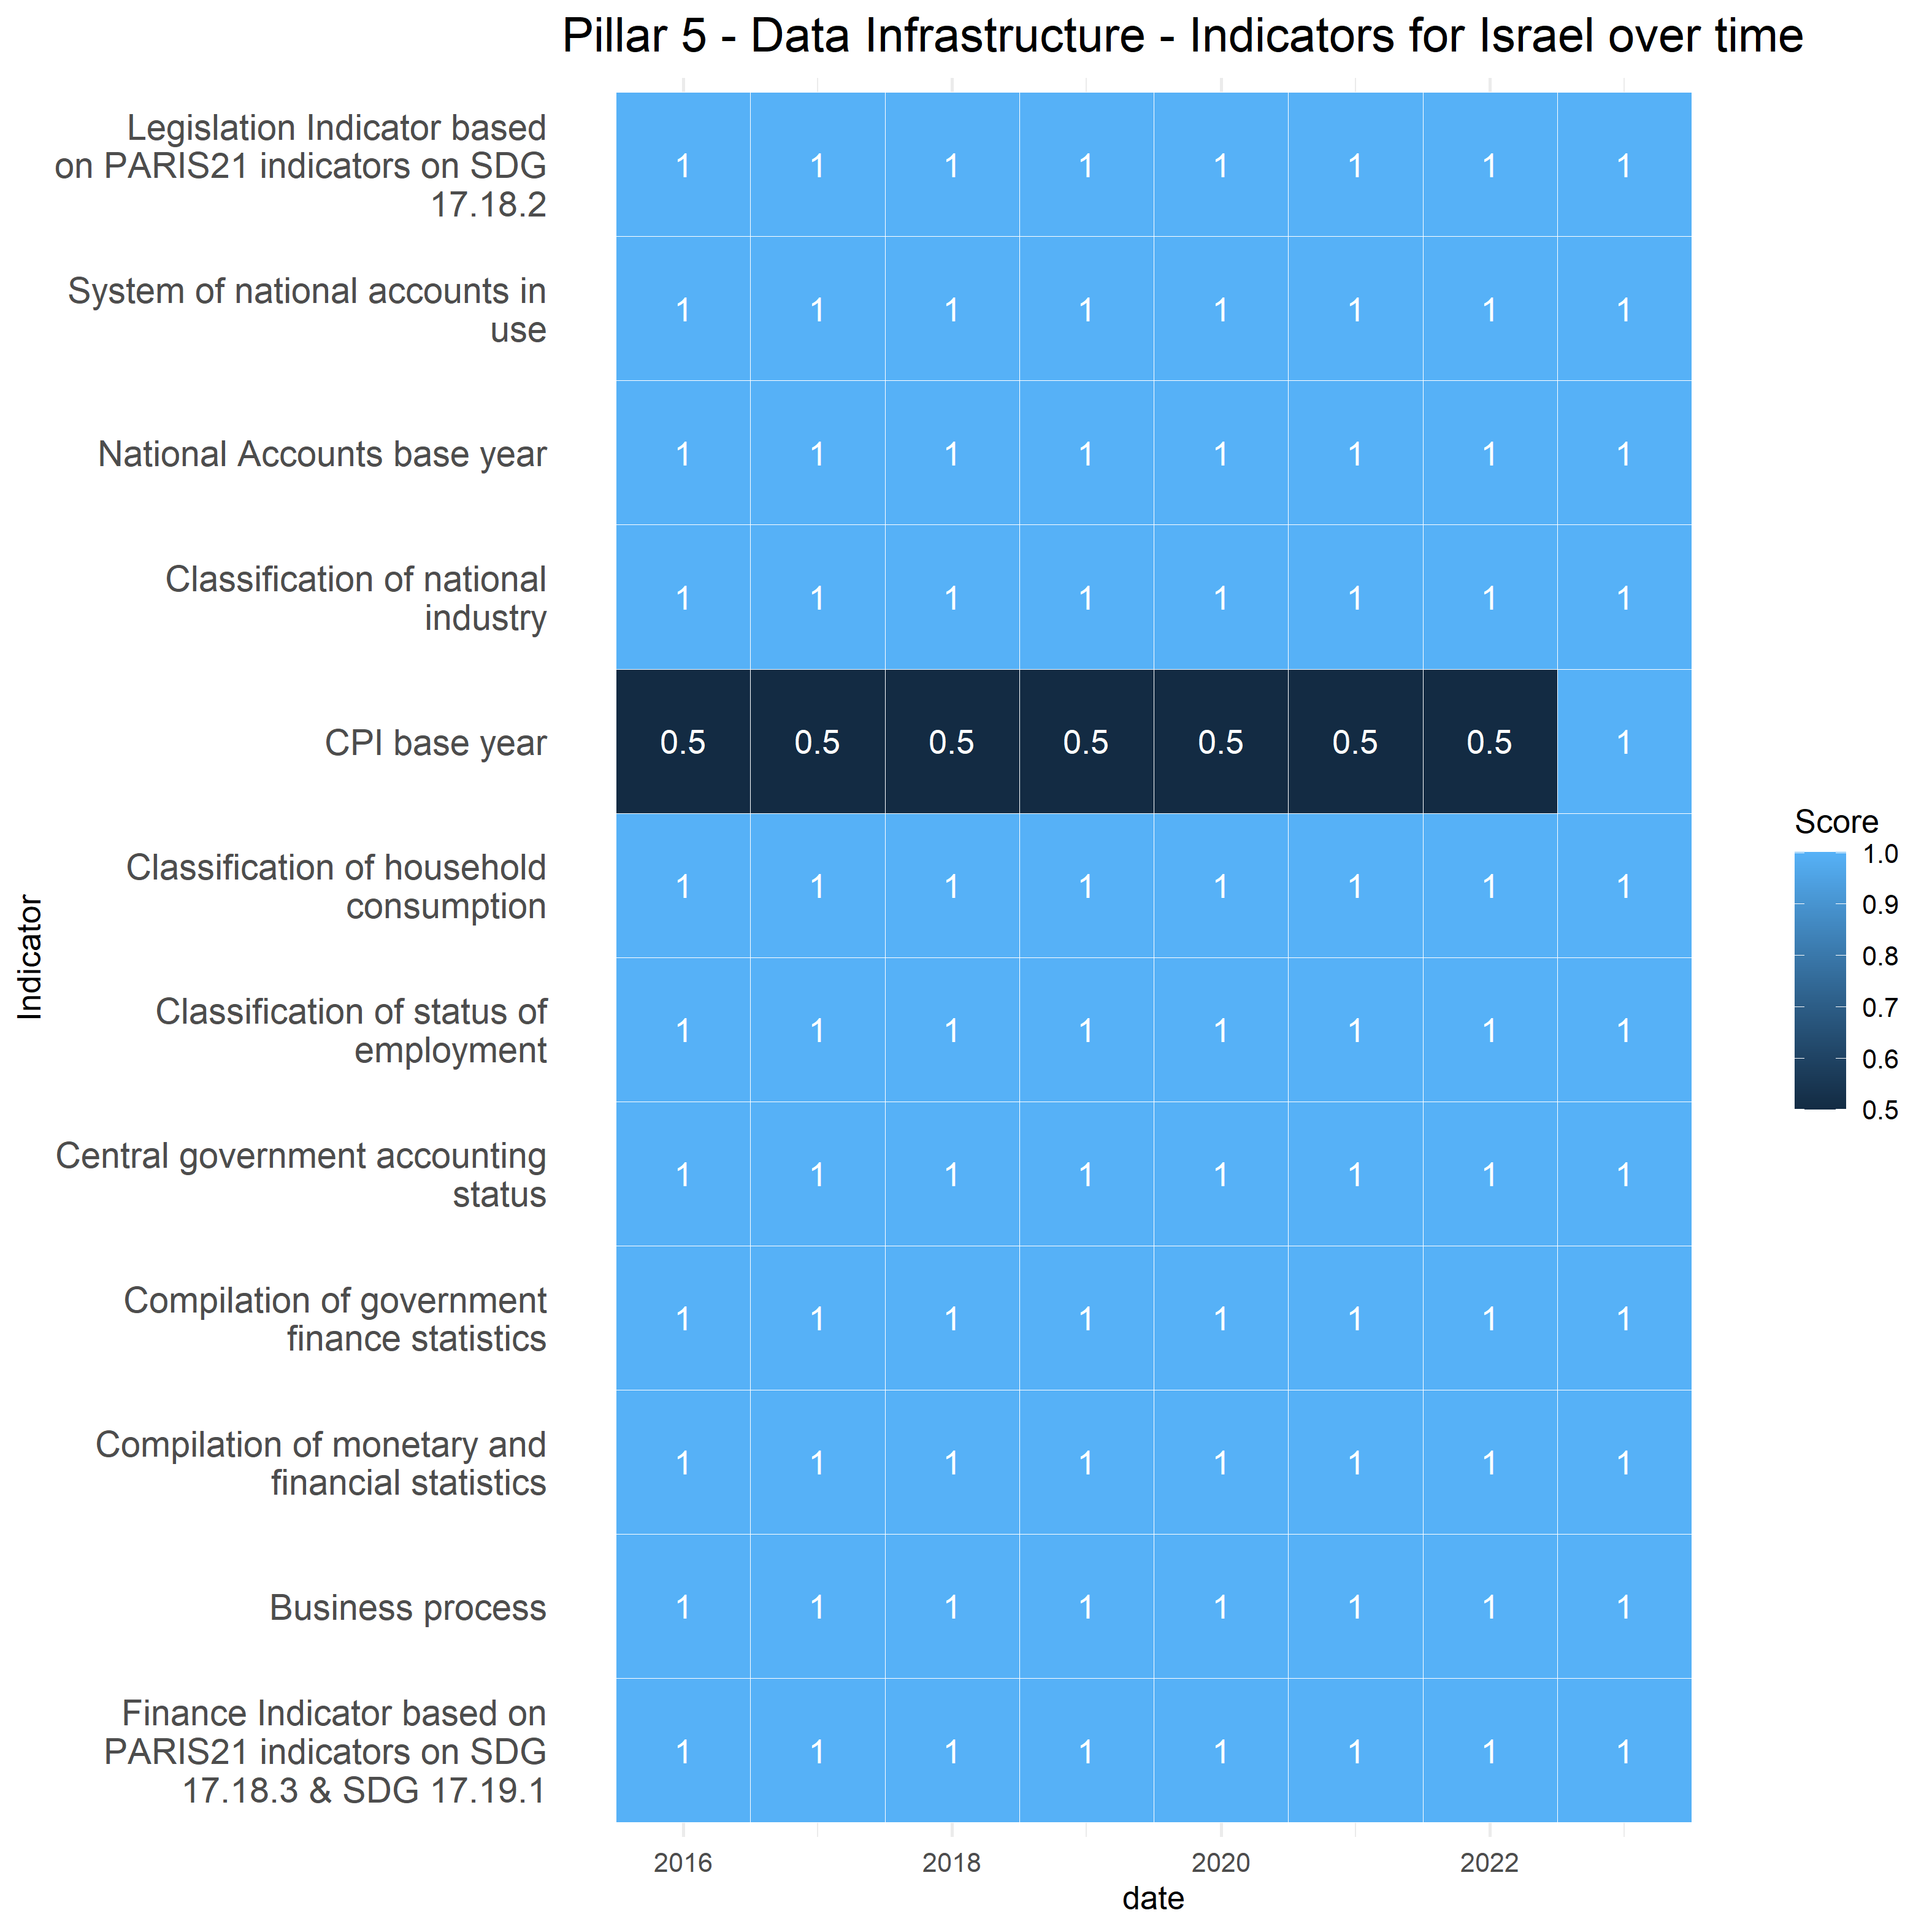 Pillar 5 - Data Infrastructure - Indicators for Israel over time
Legislation Indicator based
on PARIS21 indicators on SDG
17.18.2
1 1 1 1 1 1 1 1
System of national accounts in
use
1 1 1 1 1 1 1 1
National Accounts base year
1 1 1 1 1 1 1 1
Classification of national
industry
1 1 1 1 1 1 1 1
CPI base year
0.5 0.5 0.5 0.5 0.5 0.5 0.5 1
Classification of household
consumption
1 1 1 1 1 1 1 1
Classification of status of
employment
1 1 1 1 1 1 1 1
Central government accounting
status
1 1 1 1 1 1 1 1
Compilation of government
finance statistics
1 1 1 1 1 1 1 1
Compilation of monetary and
financial statistics
1 1 1 1 1 1 1 1
Business process
1 1 1 1 1 1 1 1
Finance Indicator based on
PARIS21 indicators on SDG
17.18.3 & SDG 17.19.1
1 1 1 1 1 1 1 1
2016 2018 2020 2022
date
Indicator
Score
1.0
0.9
0.8
0.7
0.6
0.5